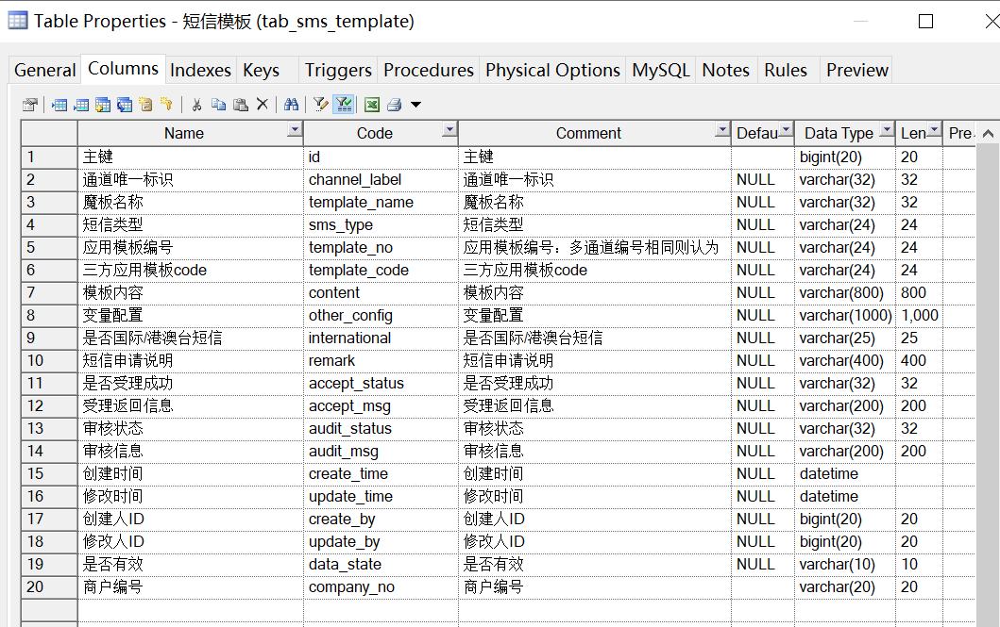 Table Properties - 短信模板 (tab_sms_template)
General Columns Indexes Keys Triggers Procedures Physical Options MySQL Notes Rules Preview
Name Code Comment Defau Data Type Len Pre
1 主键 id 主键 bigint(20) 20
2 通道唯一标识 channel_label 通道唯一标识 NULL varchar(32) 32
3 魔板名称 template_name 魔板名称 NULL varchar(32) 32
4 短信类型 sms_type 短信类型 NULL varchar(24) 24
5 应用模板编号 template_no 应用模板编号：多通道编号相同则认为 NULL varchar(24) 24
6 三方应用模板code template_code 三方应用模板code NULL varchar(24) 24
7 模板内容 content 模板内容 NULL varchar(800) 800
8 变量配置 other_config 变量配置 NULL varchar(1000) 1,000
9 是否国际/港澳台短信 international 是否国际/港澳台短信 NULL varchar(25) 25
10 短信申请说明 remark 短信申请说明 NULL varchar(400) 400
11 是否受理成功 accept_status 是否受理成功 NULL varchar(32) 32
12 受理返回信息 accept_msg 受理返回信息 NULL varchar(200) 200
13 审核状态 audit_status 审核状态 NULL varchar(32) 32
14 审核信息 audit_msg 审核信息 NULL varchar(200) 200
15 创建时间 create_time 创建时间 NULL datetime
16 修改时间 update_time 修改时间 NULL datetime
17 创建人ID create_by 创建人ID NULL bigint(20) 20
18 修改人ID update_by 修改人ID NULL bigint(20) 20
19 是否有效 data_state 是否有效 NULL varchar(10) 10
20 商户编号 company_no 商户编号 varchar(20) 20